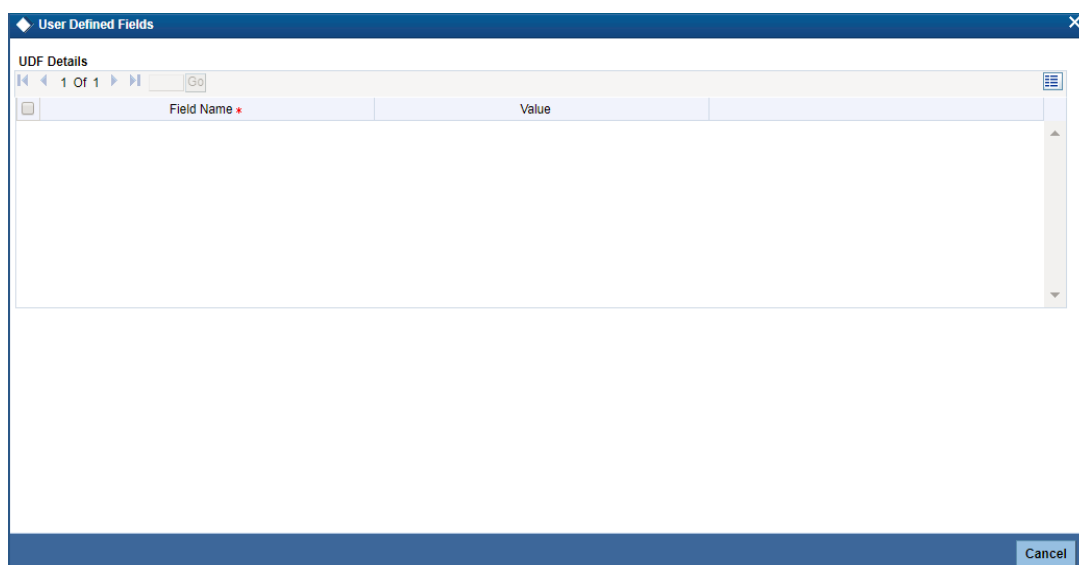 User Defined Fields
UDF Details
1 Of 1 Go
Field Name * Value
Cancel